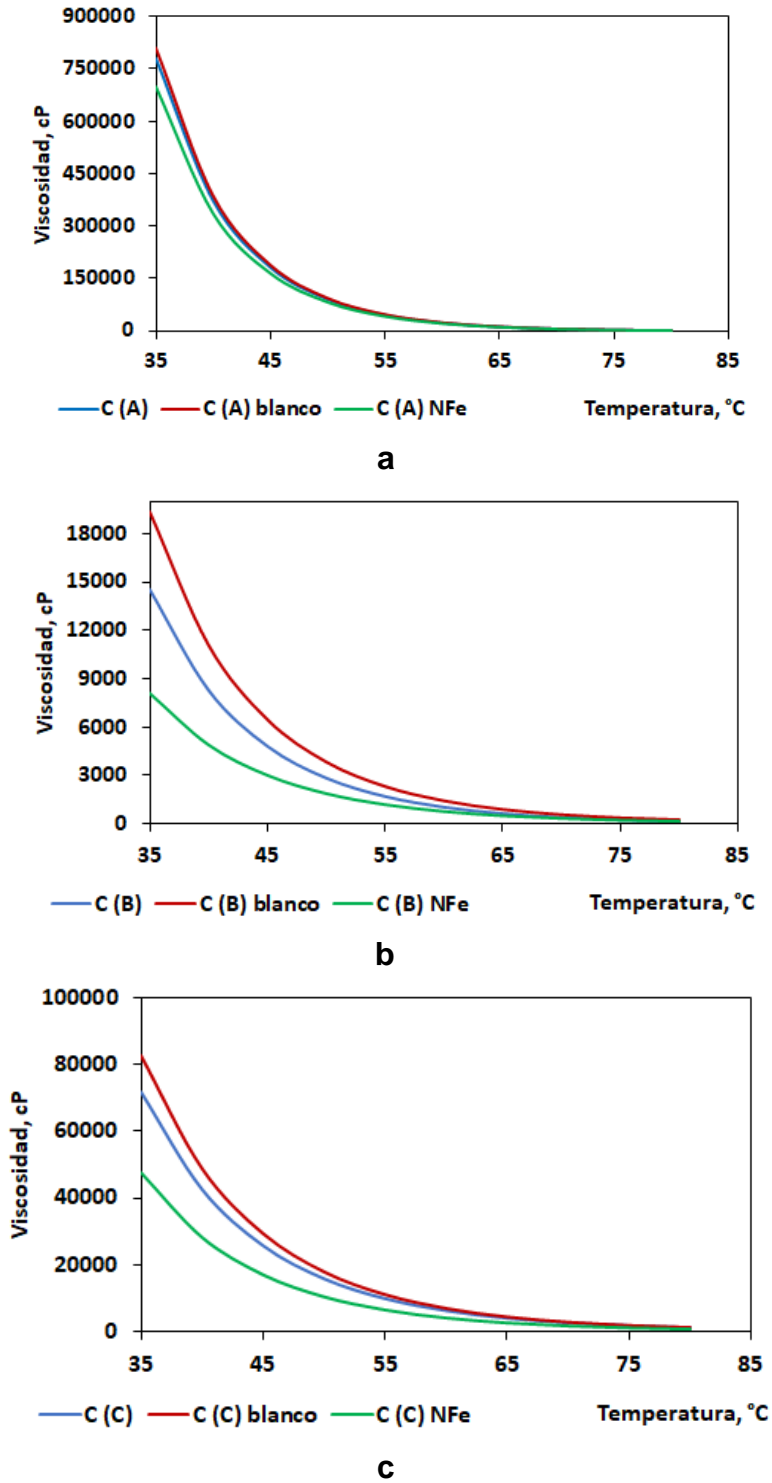 900000
750000
600000
450000
300000
150000
0
Viscosidad, cP
35 45 55 65 75 85
C (A) C (A) blanco C (A) NFe Temperatura, °C
a
18000
15000
12000
9000
6000
3000
0
Viscosidad, cP
35 45 55 65 75 85
C (B) C (B) blanco C (B) NFe Temperatura, °C
b
100000
80000
60000
40000
20000
0
Viscosidad, cP
35 45 55 65 75 85
C (C) C (C) blanco C (C) NFe Temperatura, °C
c